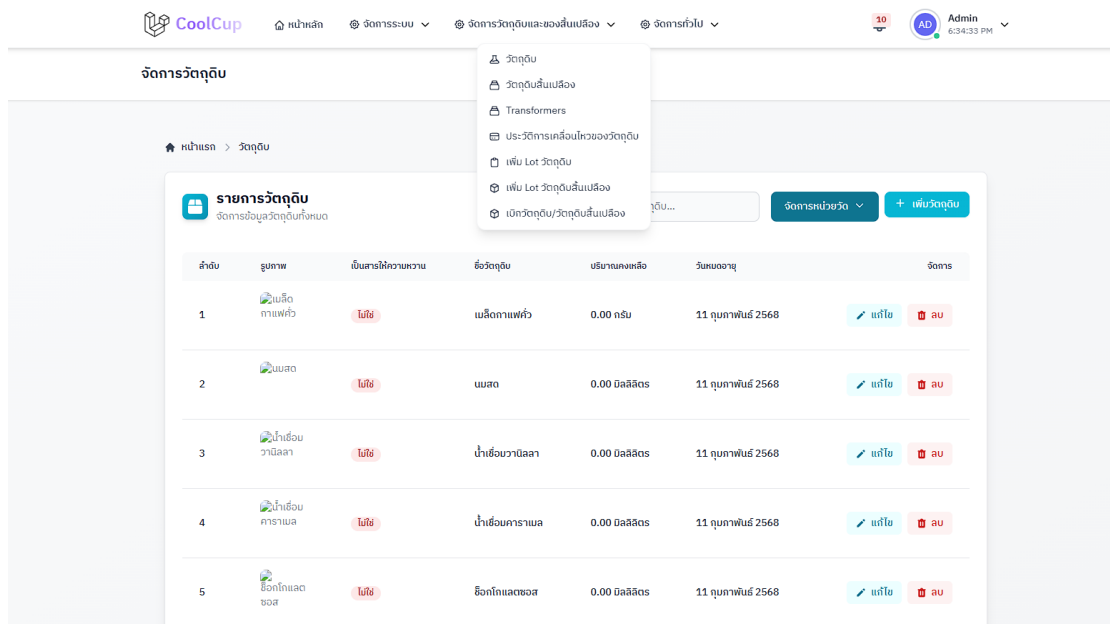 CoolCup
หน้าหลัก
จัดการระบบ
จัดการวัตถุดิบและของสิ้นเปลือง
จัดการทั่วไป
10
AD
Admin
6:34:33 PM
จัดการวัตถุดิบ
วัตถุดิบ
วัตถุดิบสิ้นเปลือง
Transformers
ประวัติการเคลื่อนไหวของวัตถุดิบ
เพิ่ม Lot วัตถุดิบ
เพิ่ม Lot วัตถุดิบสิ้นเปลือง
เบิกวัตถุดิบ/วัตถุดิบสิ้นเปลือง
หน้าแรก > วัตถุดิบ
รายการวัตถุดิบ
จัดการข้อมูลวัตถุดิบทั้งหมด
จัดการหน่วยวัด
+ เพิ่มวัตถุดิบ
ลำดับ รูปภาพ เป็นสารให้ความหวาน ชื่อวัตถุดิบ ปริมาณคงเหลือ วันหมดอายุ จัดการ
1 เมล็ด
กาแฟคั่ว ไม่ใช่ เมล็ดกาแฟคั่ว 0.00 กรัม 11 กุมภาพันธ์ 2568 แก้ไข ลบ
2 นมสด ไม่ใช่ นมสด 0.00 มิลลิลิตร 11 กุมภาพันธ์ 2568 แก้ไข ลบ
3 น้ำเชื่อม
วานิลลา ไม่ใช่ น้ำเชื่อมวานิลลา 0.00 มิลลิลิตร 11 กุมภาพันธ์ 2568 แก้ไข ลบ
4 น้ำเชื่อม
คาราเมล ไม่ใช่ น้ำเชื่อมคาราเมล 0.00 มิลลิลิตร 11 กุมภาพันธ์ 2568 แก้ไข ลบ
5 ช็อกโกแลต
ซอส ไม่ใช่ ช็อกโกแลตซอส 0.00 มิลลิลิตร 11 กุมภาพันธ์ 2568 แก้ไข ลบ